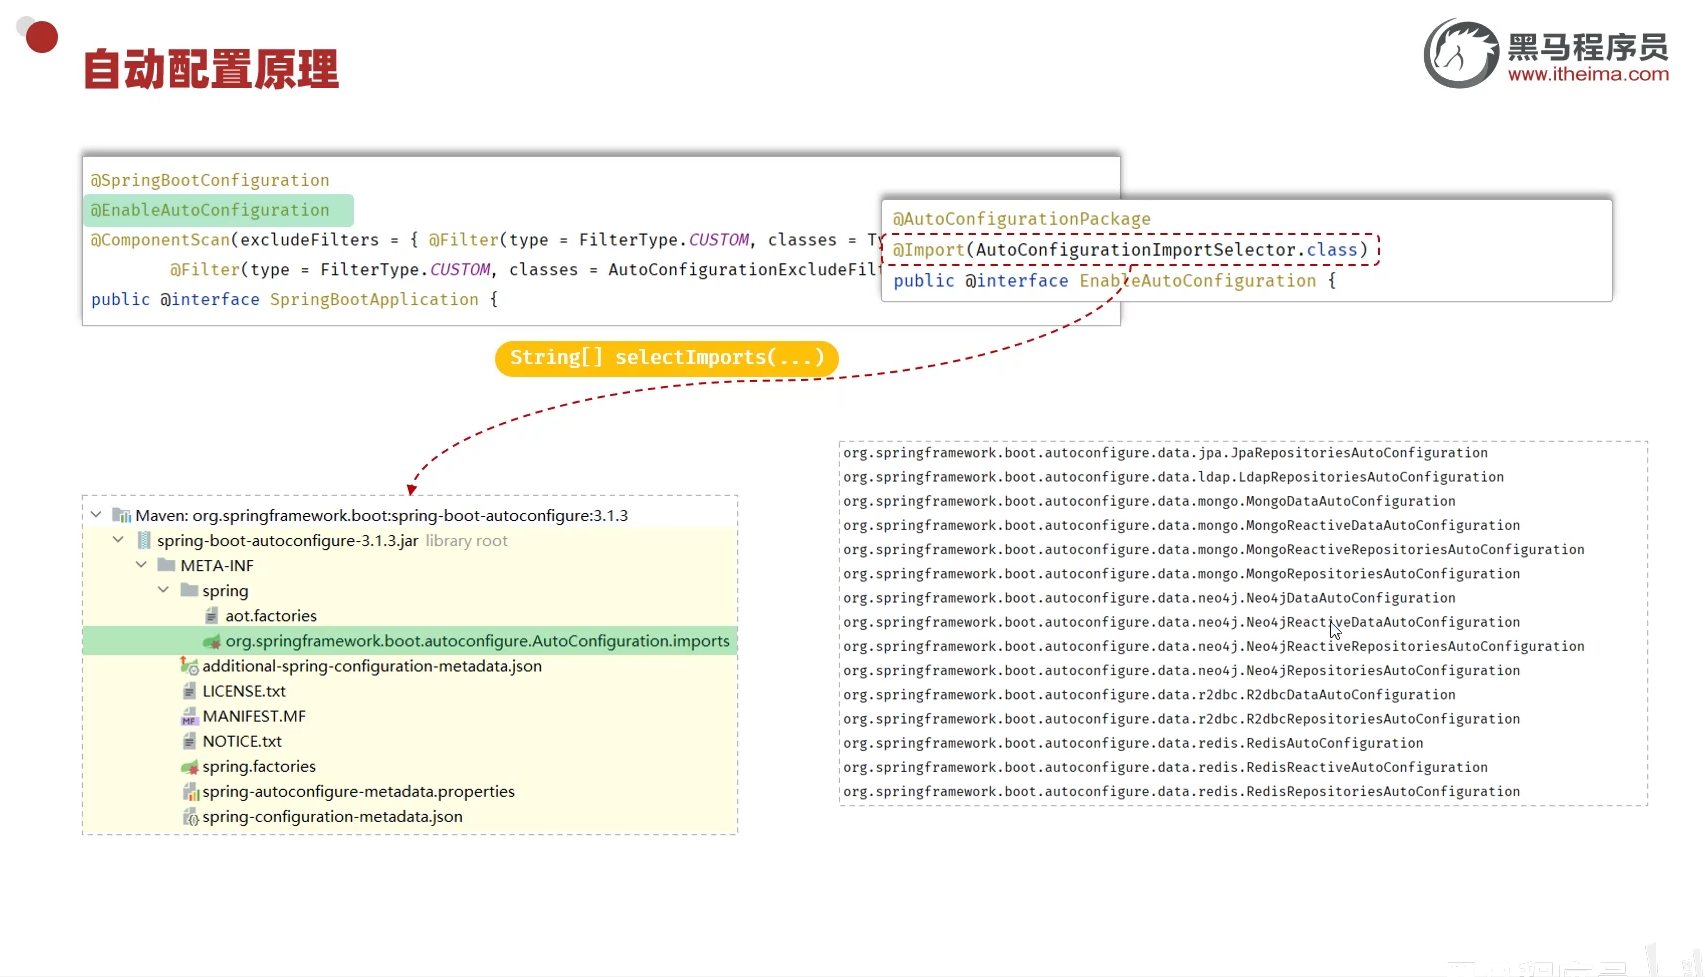 自动配置原理
黑马程序员
www.itheima.com
@SpringBootConfiguration
@EnableAutoConfiguration
@ComponentScan(excludeFilters = { @Filter(type = FilterType.CUSTOM, classes =
@Filter(type = FilterType.CUSTOM, classes =
public @interface SpringBootApplication {
@AutoConfigurationPackage
@Import(AutoConfigurationImportSelector.class)
public @interface EnableAutoConfiguration {
String[] selectImports(...)
Maven: org.springframework.boot:spring-boot-autoconfigure:3.1.3
spring-boot-autoconfigure-3.1.3.jar library root
META-INF
spring
aot.factories
org.springframework.boot.autoconfigure.AutoConfiguration.imports
additional-spring-configuration-metadata.json
LICENSE.txt
MANIFEST.MF
NOTICE.txt
spring.factories
spring-autoconfigure-metadata.properties
spring-configuration-metadata.json
org.springframework.boot.autoconfigure.data.jpa.JpaRepositoriesAutoConfiguration
org.springframework.boot.autoconfigure.data.ldap.LdapRepositoriesAutoConfiguration
org.springframework.boot.autoconfigure.data.mongo.MongoDataAutoConfiguration
org.springframework.boot.autoconfigure.data.mongo.MongoReactiveDataAutoConfiguration
org.springframework.boot.autoconfigure.data.mongo.MongoReactiveRepositoriesAutoConfiguration
org.springframework.boot.autoconfigure.data.mongo.MongoRepositoriesAutoConfiguration
org.springframework.boot.autoconfigure.data.neo4j.Neo4jDataAutoConfiguration
org.springframework.boot.autoconfigure.data.neo4j.Neo4jReactiveDataAutoConfiguration
org.springframework.boot.autoconfigure.data.neo4j.Neo4jReactiveRepositoriesAutoConfiguration
org.springframework.boot.autoconfigure.data.neo4j.Neo4jRepositoriesAutoConfiguration
org.springframework.boot.autoconfigure.data.r2dbc.R2dbcDataAutoConfiguration
org.springframework.boot.autoconfigure.data.r2dbc.R2dbcRepositoriesAutoConfiguration
org.springframework.boot.autoconfigure.data.redis.RedisAutoConfiguration
org.springframework.boot.autoconfigure.data.redis.RedisReactiveAutoConfiguration
org.springframework.boot.autoconfigure.data.redis.RedisRepositoriesAutoConfiguration